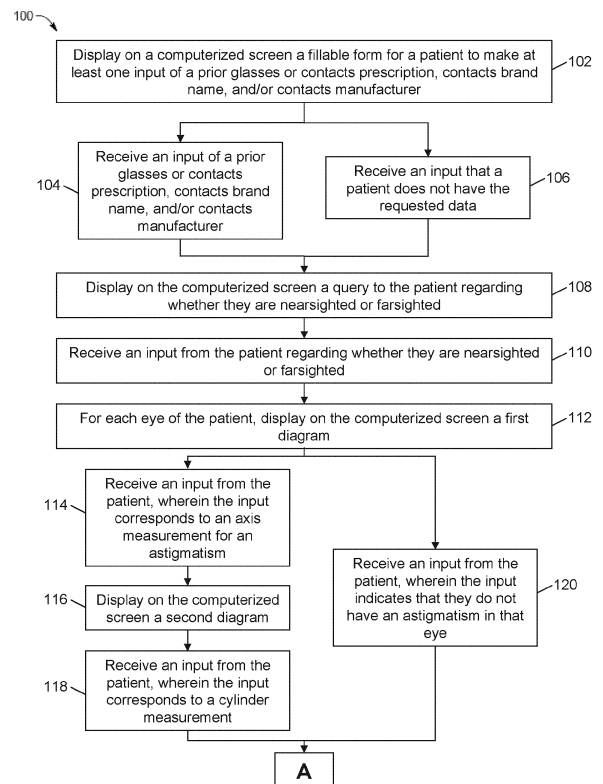 100
Display on a computerized screen a fillable form for a patient to make at
least one input of a prior glasses or contacts prescription, contacts brand
name, and/or contacts manufacturer
102
Receive an input of a prior
glasses or contacts
prescription, contacts brand
name, and/or contacts
manufacturer
104
Receive an input that a
patient does not have the
requested data
106
Display on the computerized screen a query to the patient regarding
whether they are nearsighted or farsighted
108
Receive an input from the patient regarding whether they are nearsighted
or farsighted
110
For each eye of the patient, display on the computerized screen a first
diagram
112
Receive an input from the
patient, wherein the input
corresponds to an axis
measurement for an
astigmatism
114
Display on the computerized
screen a second diagram
116
Receive an input from the
patient, wherein the input
corresponds to a cylinder
measurement
118
Receive an input from the
patient, wherein the input
indicates that they do not
have an astigmatism in that
eye
120
A